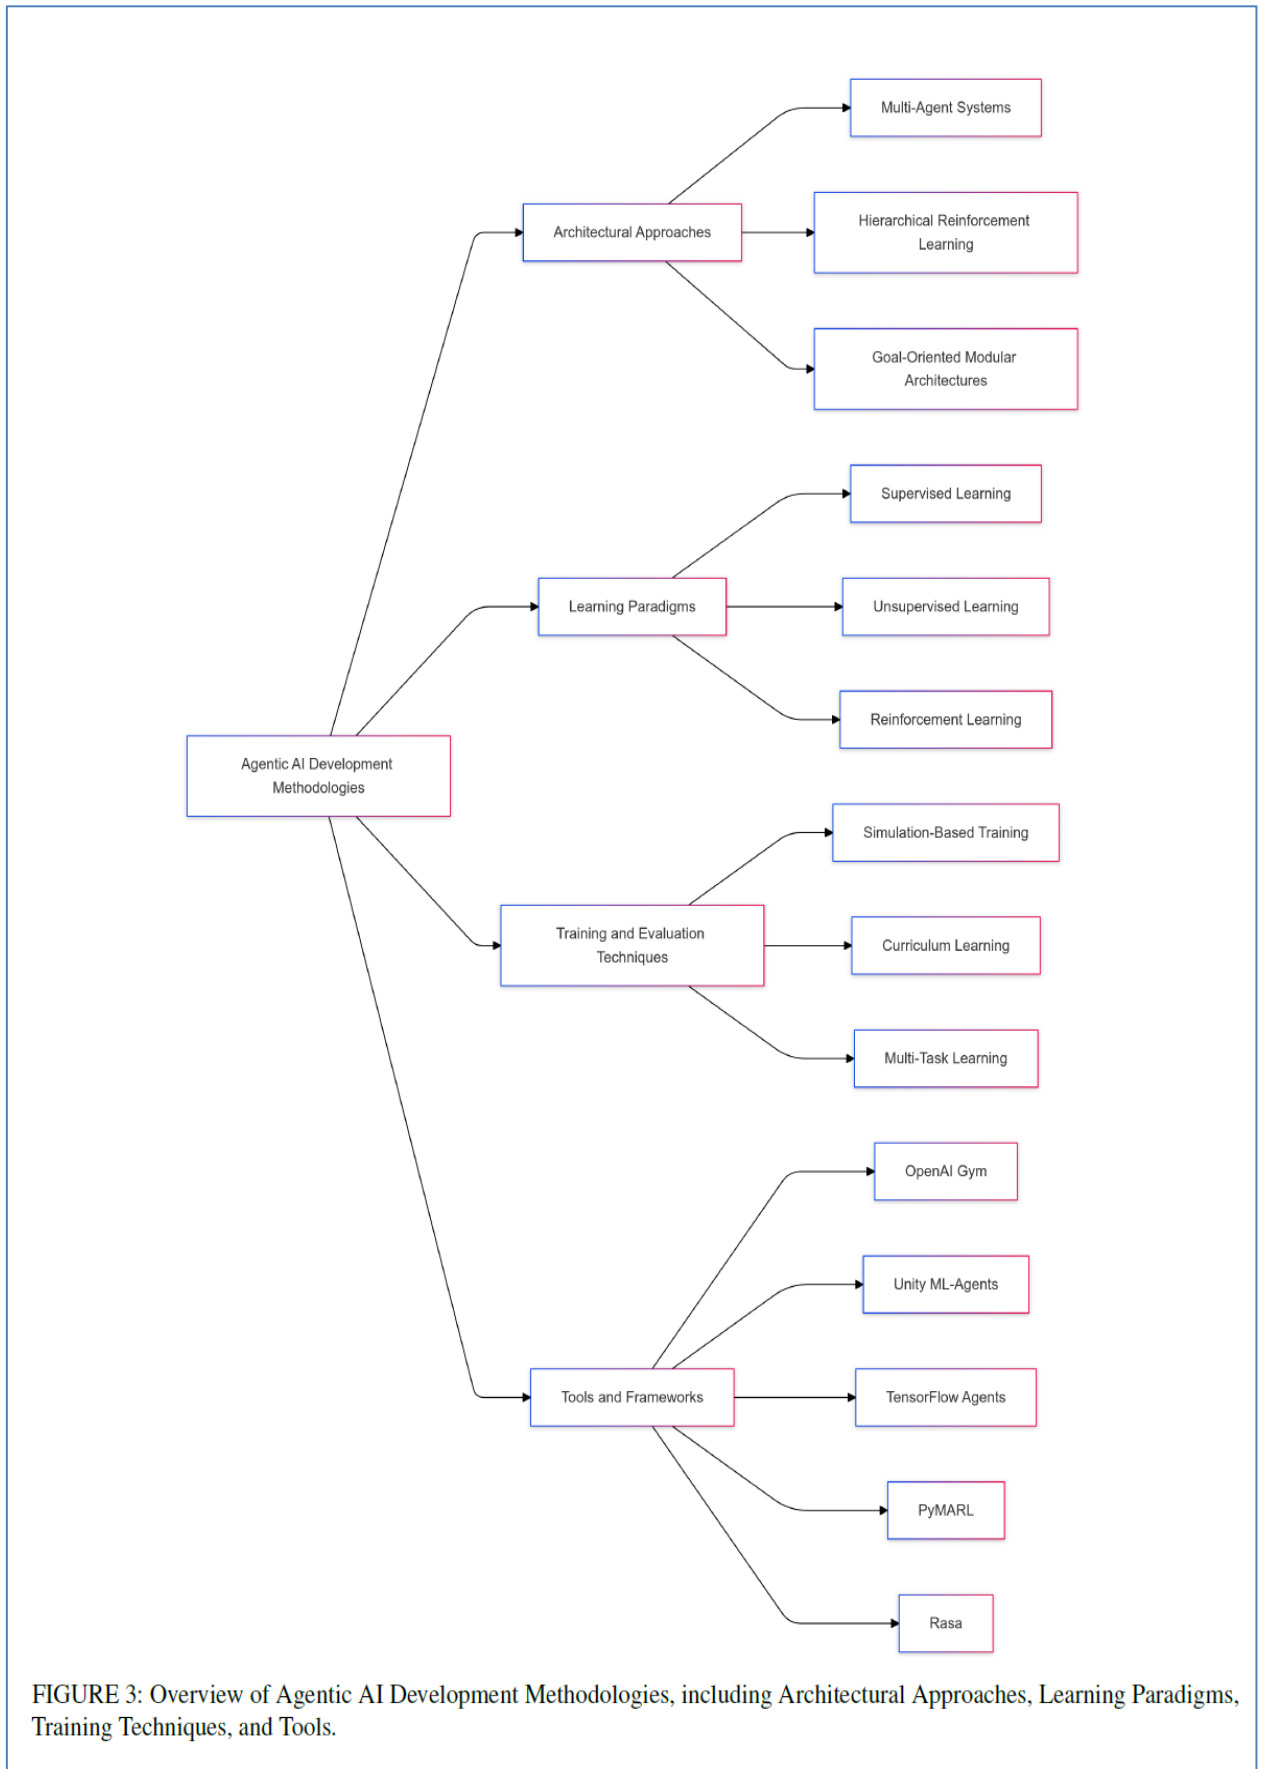 Multi-Agent Systems
Architectural Approaches
Hierarchical Reinforcement
Learning
Goal-Oriented Modular
Architectures
Supervised Learning
Learning Paradigms
Unsupervised Learning
Reinforcement Learning
Agentic AI Development
Methodologies
Simulation-Based Training
Training and Evaluation
Techniques
Curriculum Learning
Multi-Task Learning
OpenAI Gym
Unity ML-Agents
Tools and Frameworks
TensorFlow Agents
PyMARL
Rasa
FIGURE 3: Overview of Agentic AI Development Methodologies, including Architectural Approaches, Learning Paradigms,
Training Techniques, and Tools.